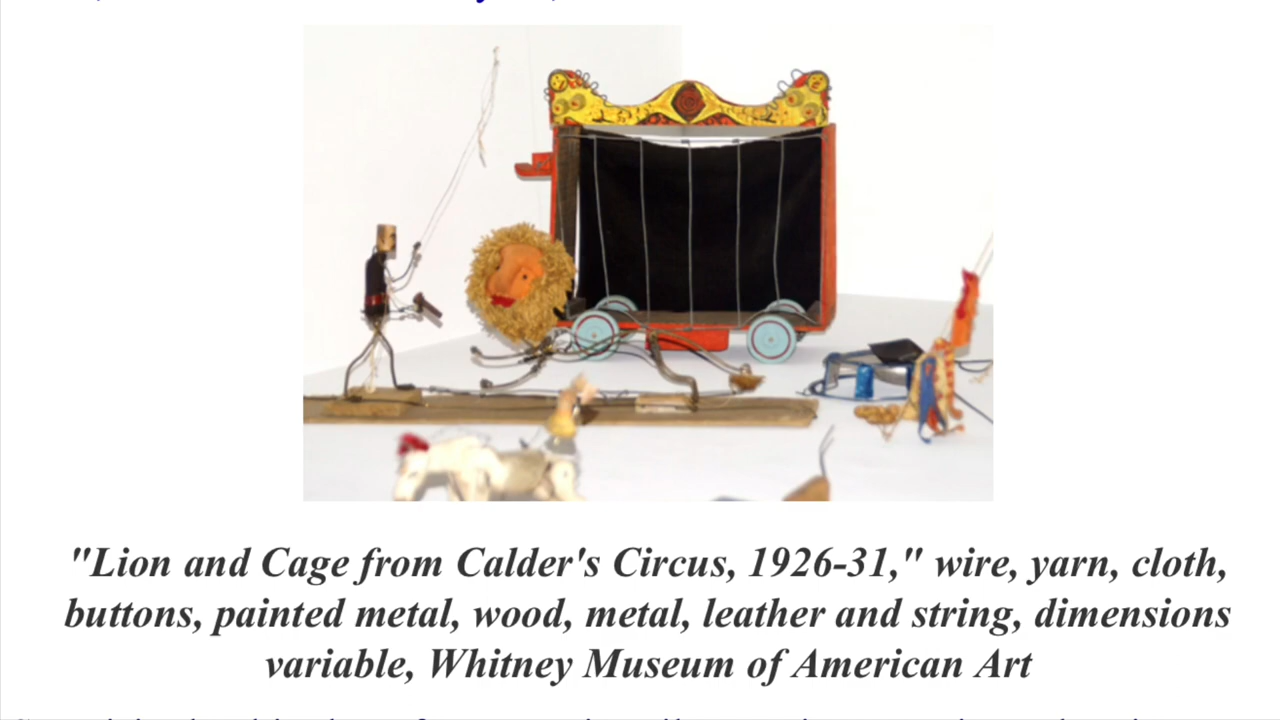 "Lion and Cage from Calder's Circus, 1926-31," wire, yarn, cloth,
buttons, painted metal, wood, metal, leather and string, dimensions
variable, Whitney Museum of American Art